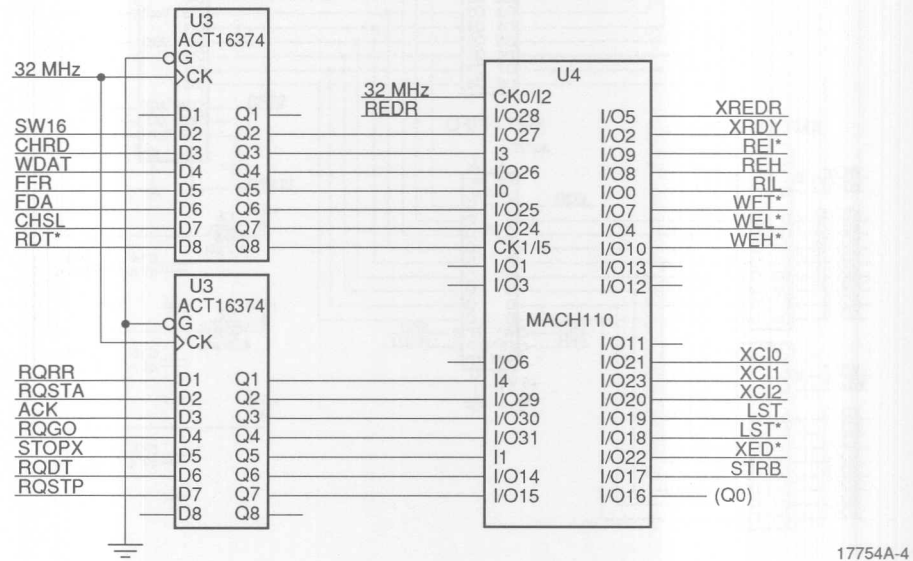 U3
ACT16374
G
32 MHz
CK
D1 Q1
SW16 D2 Q2
CHRD D3 Q3
WDAT D4 Q4
FFR D5 Q5
FDA D6 Q6
CHSL D7 Q7
RDT* D8 Q8
U3
ACT16374
G
CK
RQRR D1 Q1
RQSTA D2 Q2
ACK D3 Q3
RQGO D4 Q4
STOPX D5 Q5
RQDT D6 Q6
RQSTP D7 Q7
D8 Q8
U4
32 MHz CK0/I2
REDR I/O28 I/O5 XREDR
I/O27 I/O2 XRDY
I3 I/O9 REI*
I/O26 I/O8 REH
I0 I/O0 RIL
I/O25 I/O7 WFT*
I/O24 I/O4 WEL*
CK1/I5 I/O10 WEH*
I/O1 I/O13
I/O3 I/O12
MACH110
I/O11
I/O6 I/O21 XCI0
I4 I/O23 XCI1
I/O29 I/O20 XCI2
I/O30 I/O19 LST
I/O31 I/O18 LST*
I1 I/O22 XED*
I/O14 I/O17 STRB
I/O15 I/O16 (Q0)
17754A-4